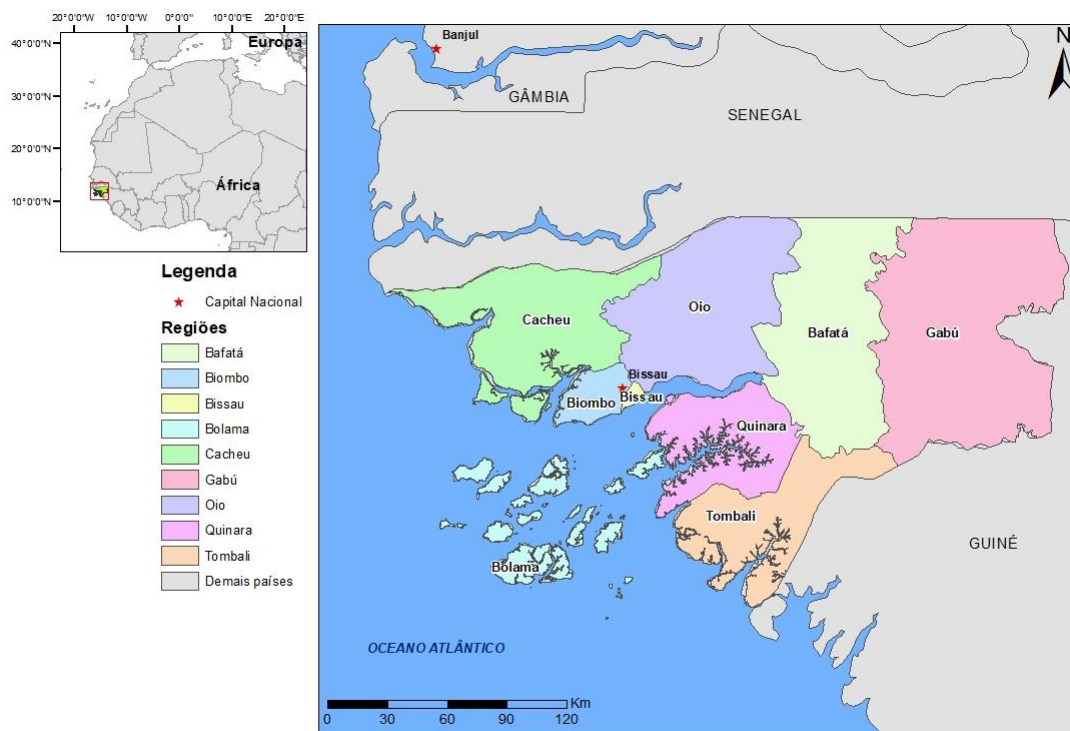 20°0'0"W 10°0'0"W 0°0'0" 10°0'0"E 20°0'0"E
40°0'0"N
30°0'0"N
20°0'0"N
10°0'0"N
Europa
África
Legenda
Capital Nacional
Regiões
Bafatá
Biombo
Bissau
Bolama
Cacheu
Gabú
Oio
Quinara
Tombali
Demais países
Banjul
N
GÂMBIA
SENEGAL
Cacheu
Oio
Bafatá
Gabú
Bissau
Bissau
Biombo
Quinara
Tombali
Bolama
GUINÉ
OCEANO ATLÂNTICO
Km
0 30 60 90 120